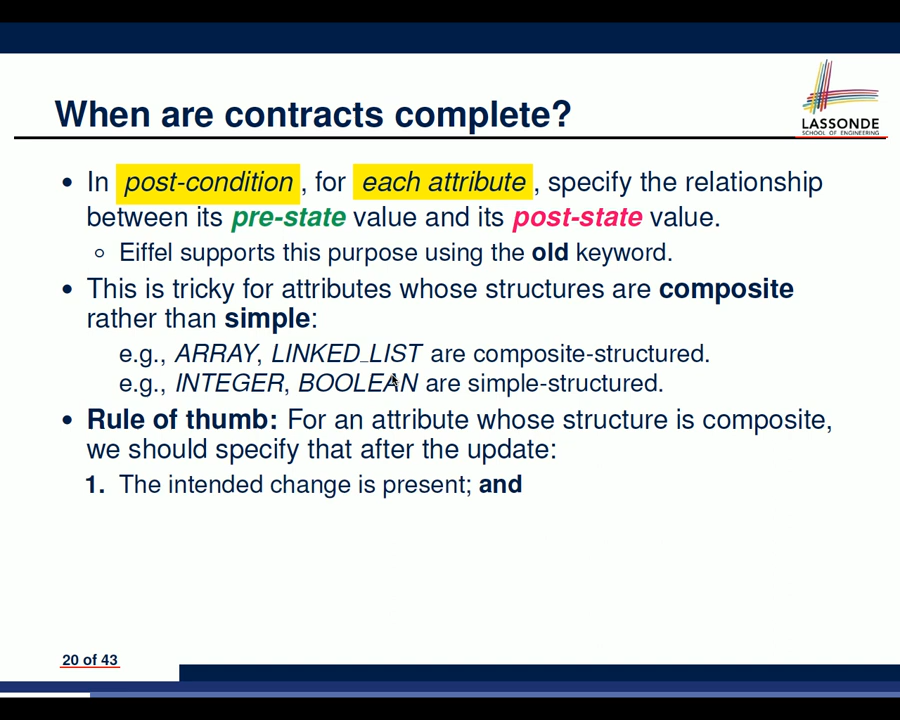 When are contracts complete?
LASSONDE
SCHOOL OF ENGINEERING
• In post-condition, for each attribute, specify the relationship
between its pre-state value and its post-state value.
○ Eiffel supports this purpose using the old keyword.
• This is tricky for attributes whose structures are composite
rather than simple:
e.g., ARRAY, LINKED_LIST are composite-structured.
e.g., INTEGER, BOOLEAN are simple-structured.
• Rule of thumb: For an attribute whose structure is composite,
we should specify that after the update:
1. The intended change is present; and
20 of 43